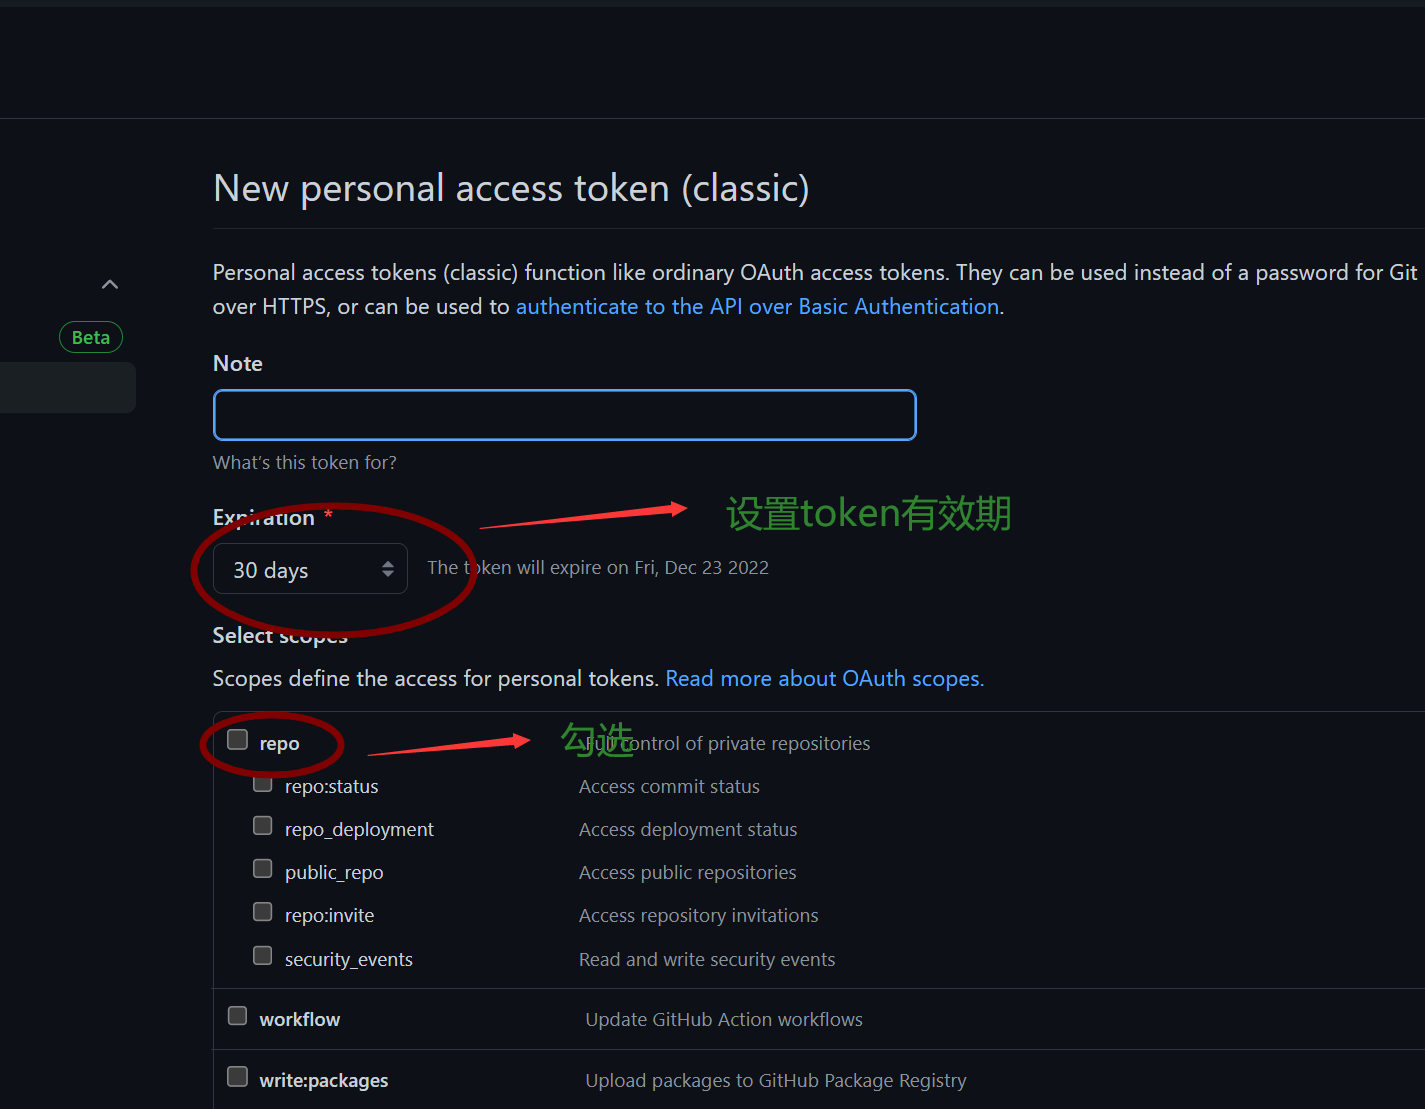 New personal access token (classic)
Personal access tokens (classic) function like ordinary OAuth access tokens. They can be used instead of a password for Git
over HTTPS, or can be used to authenticate to the API over Basic Authentication.
Beta
Note
What's this token for?
Expiration *
设置token有效期
30 days
The token will expire on Fri, Dec 23 2022
Select scopes
Scopes define the access for personal tokens. Read more about OAuth scopes.
repo
勾选
Full control of private repositories
repo:status Access commit status
repo_deployment Access deployment status
public_repo Access public repositories
repo:invite Access repository invitations
security_events Read and write security events
workflow Update GitHub Action workflows
write:packages Upload packages to GitHub Package Registry